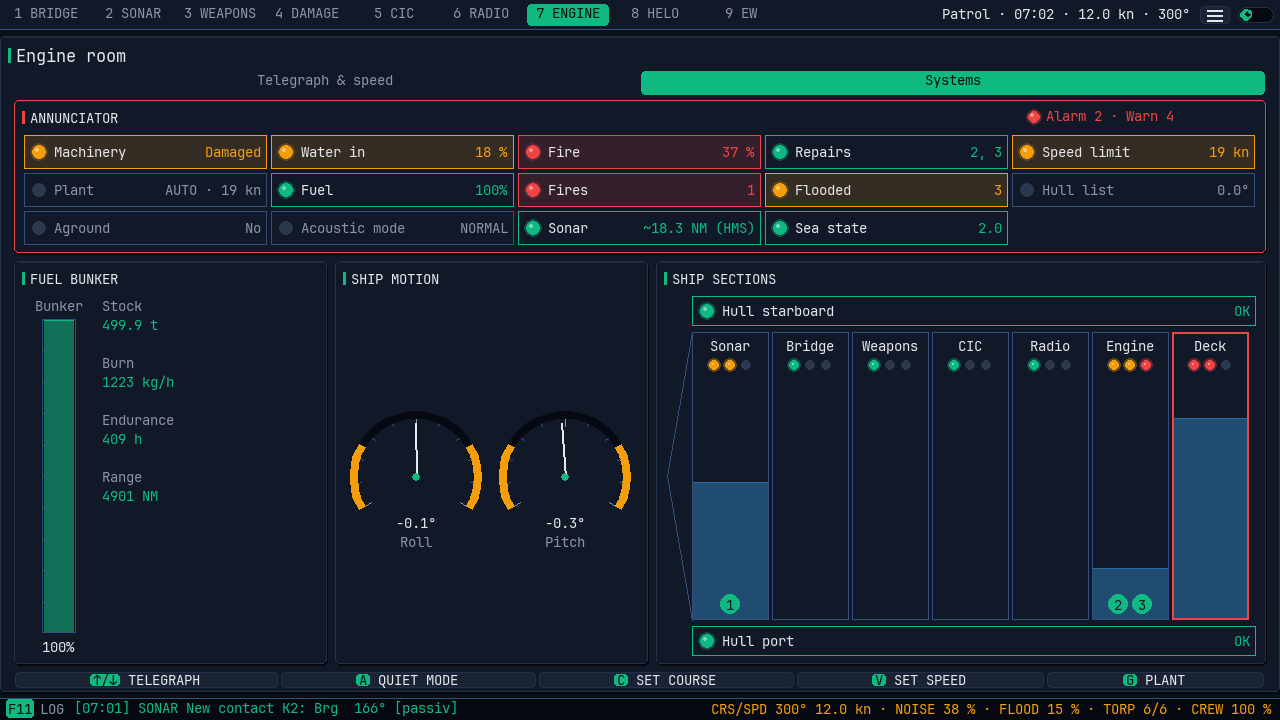 1 BRIDGE 2 SONAR 3 WEAPONS 4 DAMAGE 5 CIC 6 RADIO 7 ENGINE 8 HELO 9 EW Patrol · 07:02 · 12.0 kn · 300°
Engine room
Telegraph & speed Systems
ANNUNCIATOR Alarm 2 · Warn 4
Machinery Damaged Water in 18 % Fire 37 % Repairs 2, 3 Speed limit 19 kn
Plant AUTO · 19 kn Fuel 100% Fires 1 Flooded 3 Hull list 0.0°
Aground No Acoustic mode NORMAL Sonar ~18.3 NM (HMS) Sea state 2.0
FUEL BUNKER
Bunker
100%
Stock
499.9 t
Burn
1223 kg/h
Endurance
409 h
Range
4901 NM
SHIP MOTION
-0.1° -0.3°
Roll Pitch
SHIP SECTIONS
Hull starboard OK
Sonar Bridge Weapons CIC Radio Engine Deck
1 2 3
Hull port OK
↑/↓ TELEGRAPH A QUIET MODE C SET COURSE V SET SPEED G PLANT
F11 LOG [07:01] SONAR New contact K2: Brg 166° [passiv] CRS/SPD 300° 12.0 kn · NOISE 38 % · FLOOD 15 % · TORP 6/6 · CREW 100 %